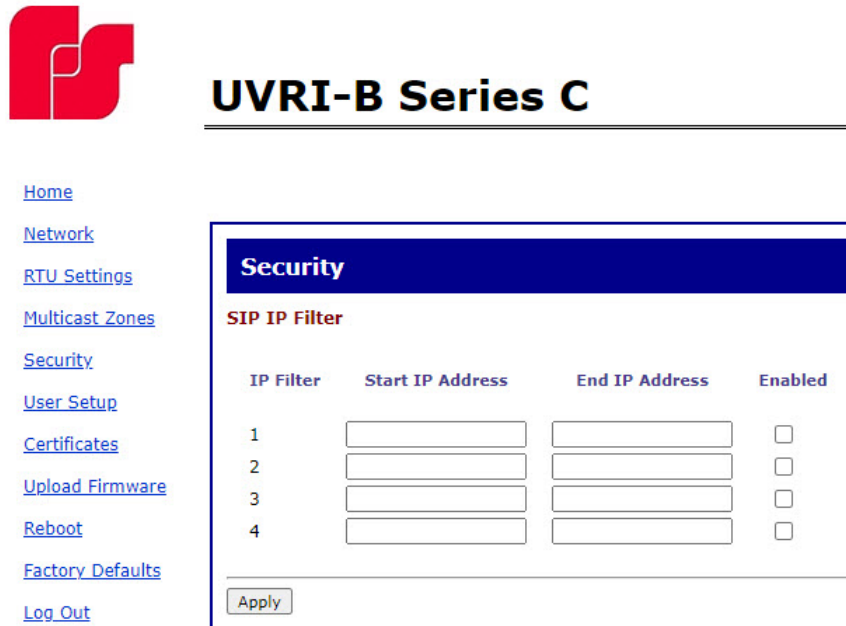 UVRI-B Series C
Home
Network
RTU Settings
Multicast Zones
Security
User Setup
Certificates
Upload Firmware
Reboot
Factory Defaults
Log Out
Security
SIP IP Filter
IP Filter Start IP Address End IP Address Enabled
1
2
3
4
Apply